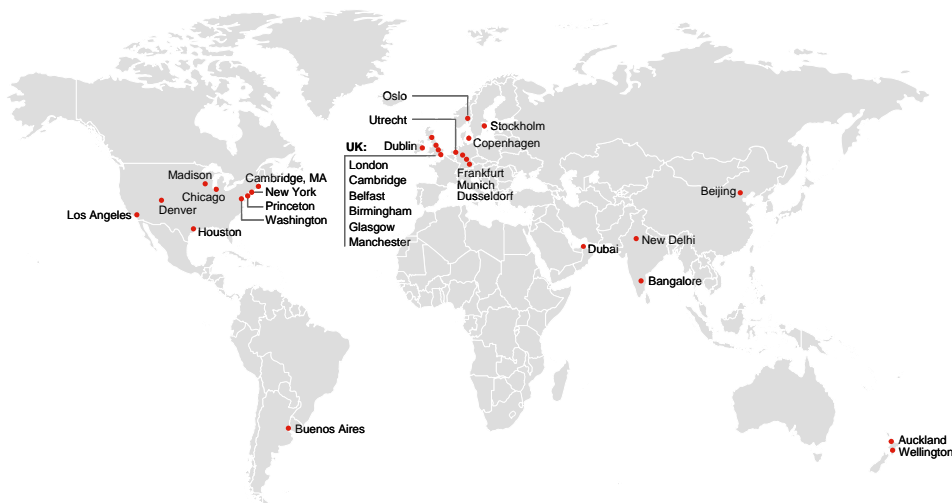 Oslo
Utrecht
Stockholm
UK:
Dublin
Copenhagen
London
Cambridge
Belfast
Birmingham
Glasgow
Manchester
Frankfurt
Munich
Dusseldorf
Madison
Cambridge, MA
Chicago
New York
Denver
Princeton
Los Angeles
Washington
Houston
Beijing
Dubai
New Delhi
Bangalore
Buenos Aires
Auckland
Wellington